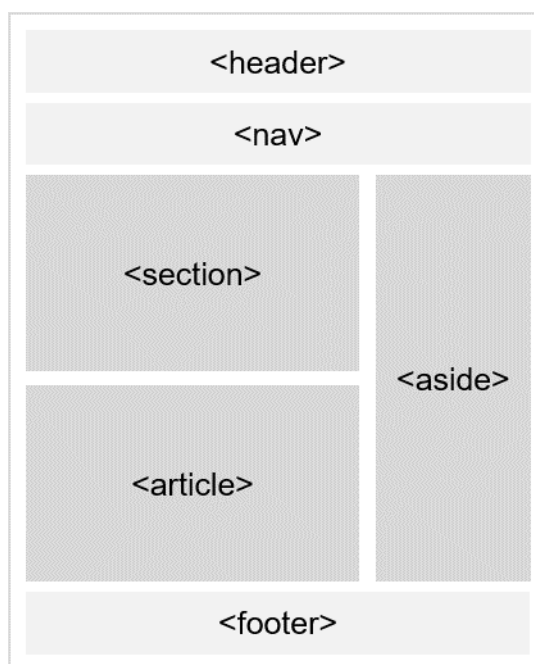 <header>
<nav>
<section>
<aside>
<article>
<footer>